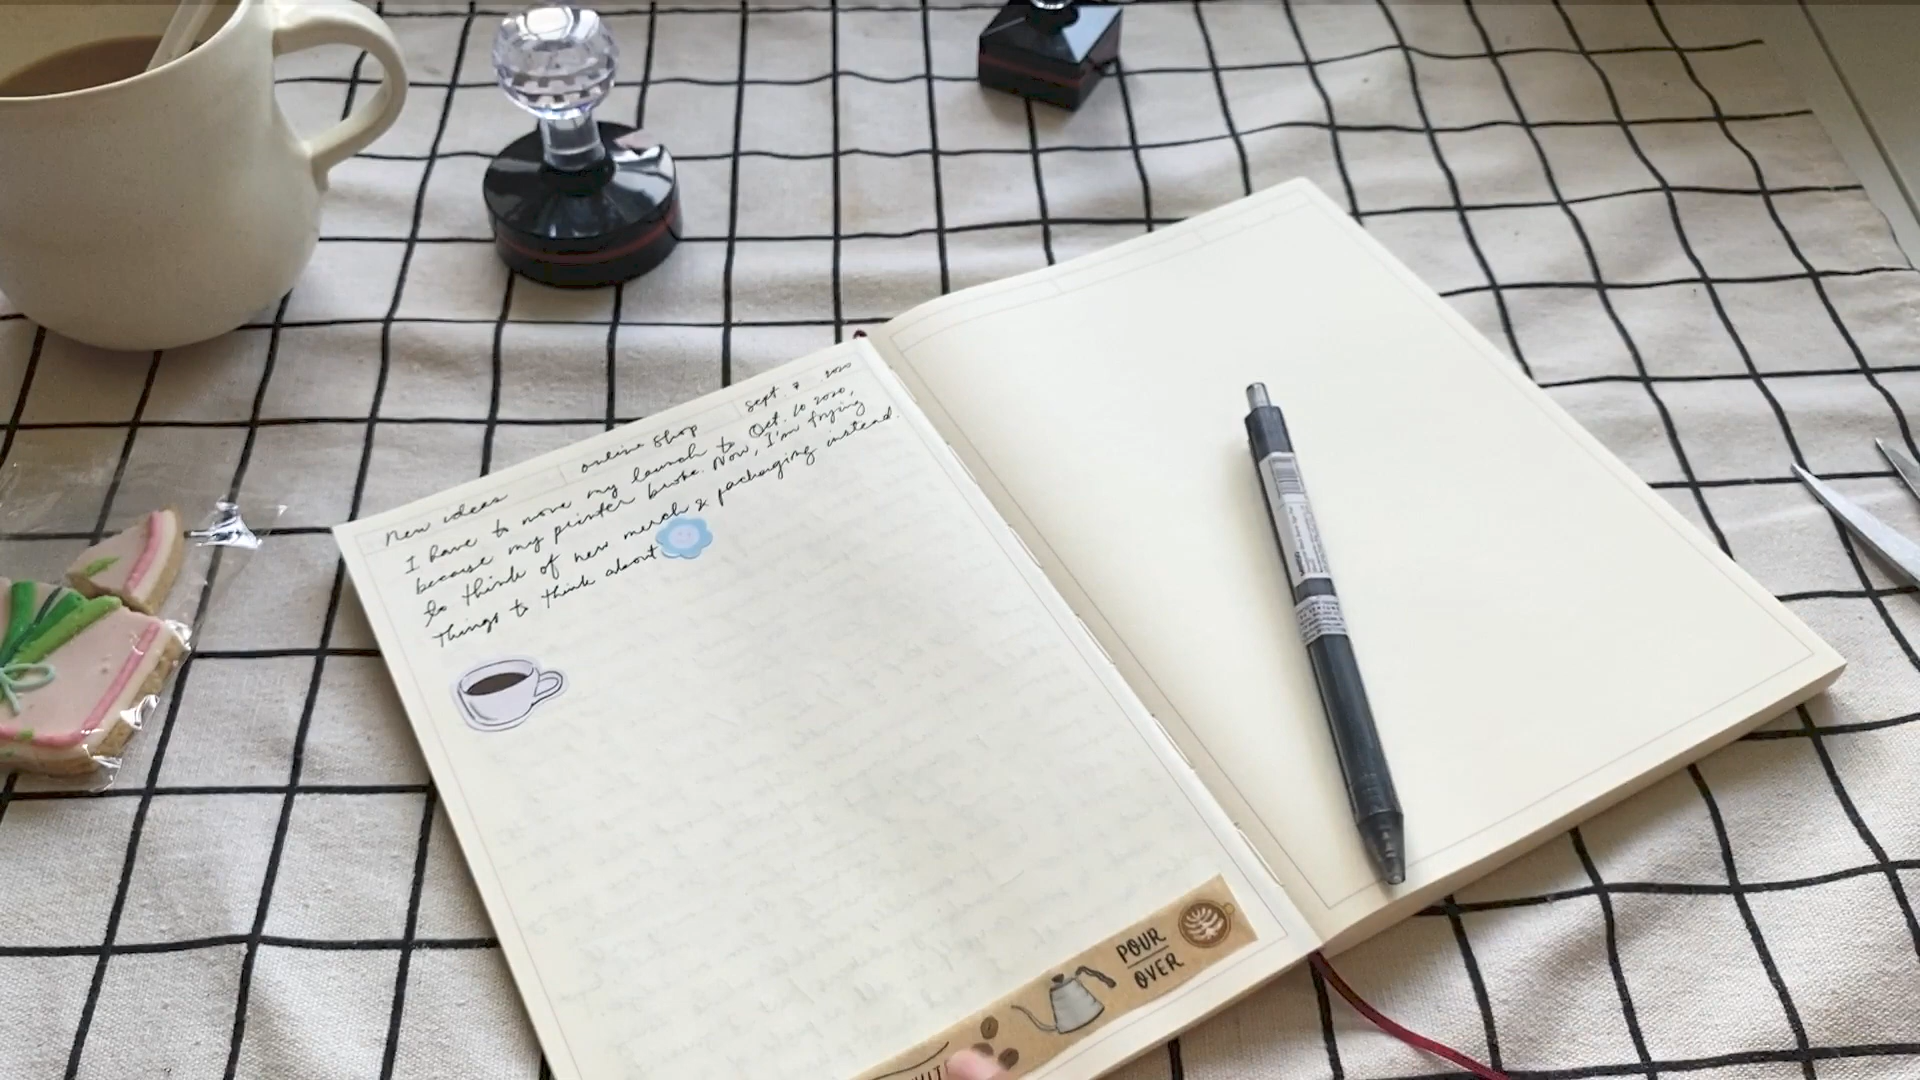 New ideas
online Shop
Sept. 7 2020
I have to move my launch to Oct. 10 2020,
because my printer broke. Now, I'm trying
to think of new merch & packaging instead.
Things to think about
POUR
OVER